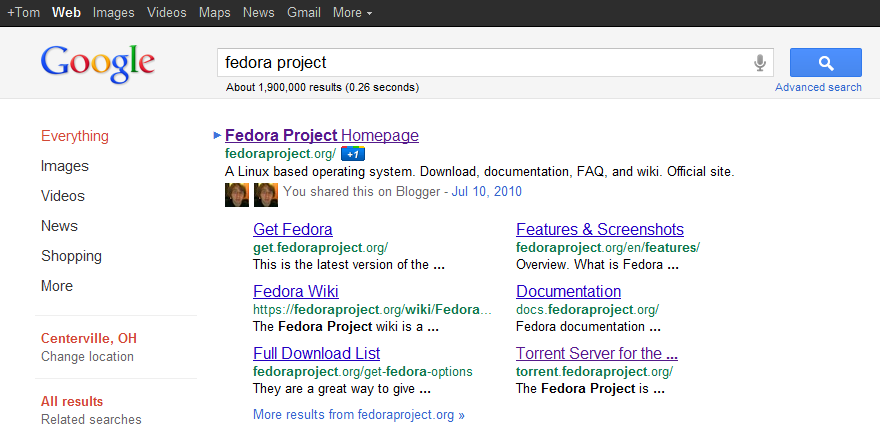 +Tom Web Images Videos Maps News Gmail More
Google
fedora project
About 1,900,000 results (0.26 seconds)
Advanced search
Everything
Images
Videos
News
Shopping
More
Centerville, OH
Change location
All results
Related searches
Fedora Project Homepage
fedoraproject.org/ +1
A Linux based operating system. Download, documentation, FAQ, and wiki. Official site.
You shared this on Blogger - Jul 10, 2010
Get Fedora
get.fedoraproject.org/
This is the latest version of the ...
Features & Screenshots
fedoraproject.org/en/features/
Overview. What is Fedora ...
Fedora Wiki
https://fedoraproject.org/wiki/Fedora...
The Fedora Project wiki is a ...
Documentation
docs.fedoraproject.org/
Fedora documentation ...
Full Download List
fedoraproject.org/get-fedora-options
They are a great way to give ...
Torrent Server for the ...
torrent.fedoraproject.org/
The Fedora Project is ...
More results from fedoraproject.org »